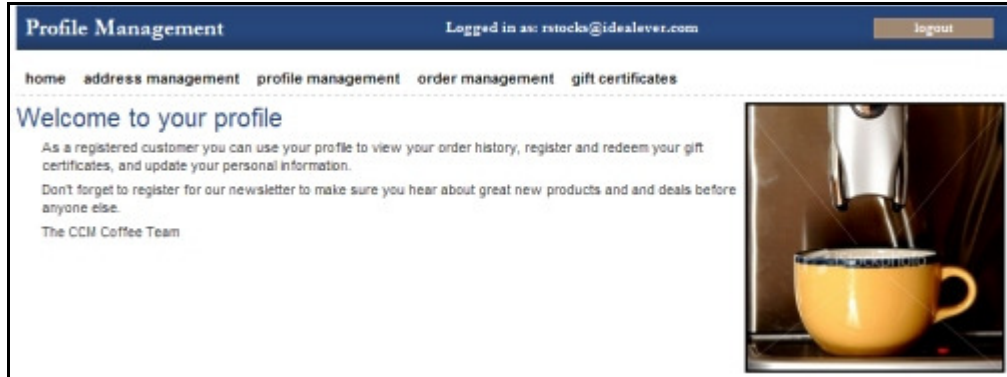 Profile Management
Logged in as: rstocks@idealever.com
logout
home address management profile management order management gift certificates
Welcome to your profile
As a registered customer you can use your profile to view your order history, register and redeem your gift
certificates, and update your personal information.
Don't forget to register for our newsletter to make sure you hear about great new products and and deals before
anyone else.
The CCM Coffee Team